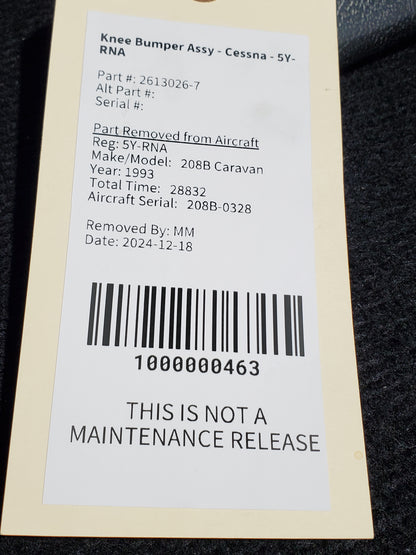 Knee Bumper Assy - Cessna - 5Y-
RNA
Part #: 2613026-7
Alt Part #:
Serial #:
Part Removed from Aircraft
Reg: 5Y-RNA
Make/Model: 208B Caravan
Year: 1993
Total Time: 28832
Aircraft Serial: 208B-0328
Removed By: MM
Date: 2024-12-18
1000000463
THIS IS NOT A
MAINTENANCE RELEASE